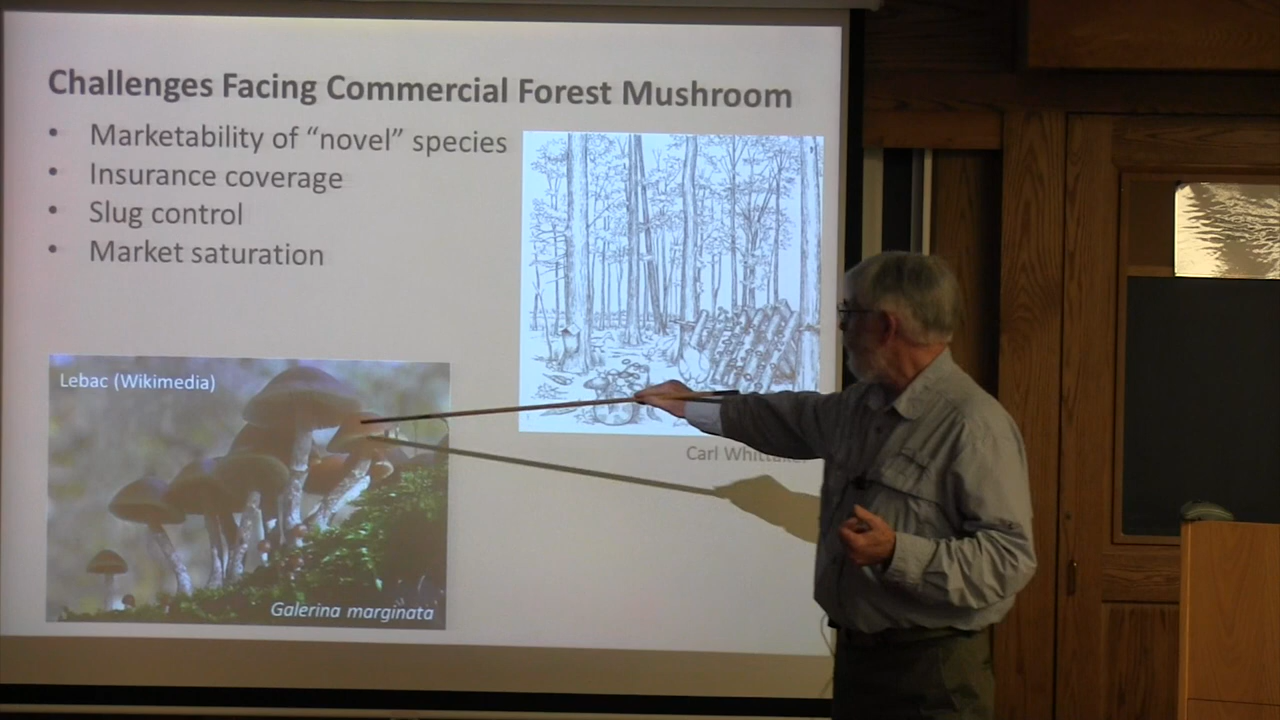 Challenges Facing Commercial Forest Mushroom
• Marketability of “novel” species
• Insurance coverage
• Slug control
• Market saturation
Lebac (Wikimedia)
Carl Whittaker
Galerina marginata